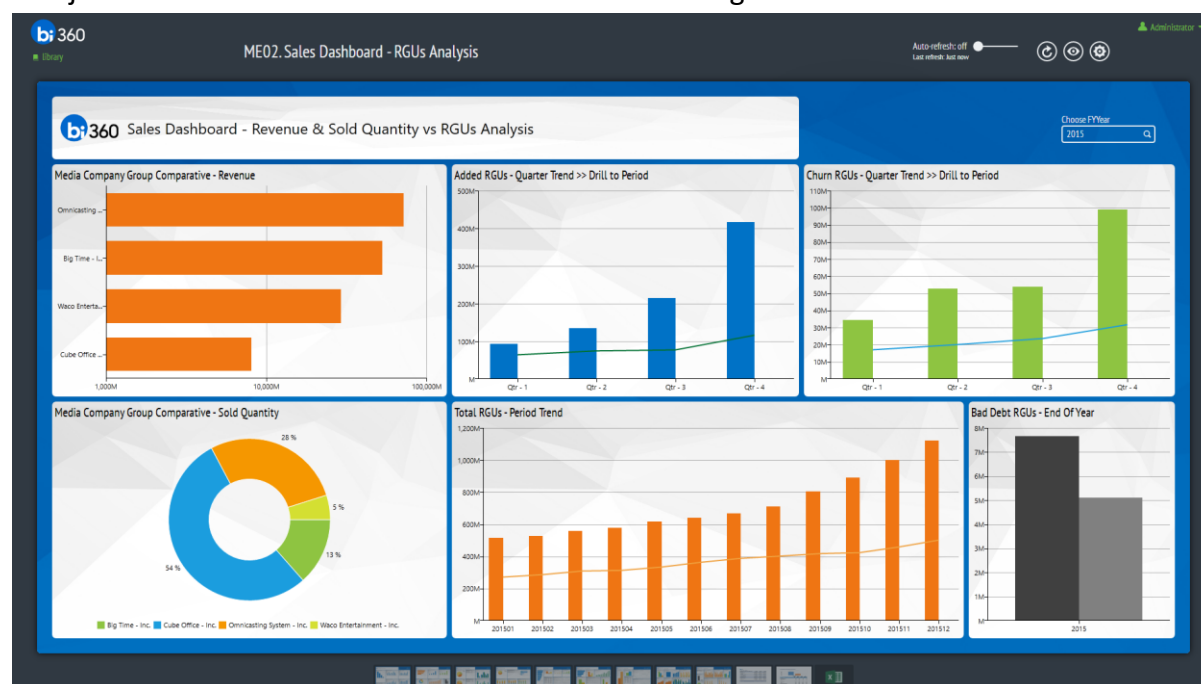 bi 360
Library
ME02. Sales Dashboard - RGUs Analysis
Auto-refresh: off
Last refresh: Just now
Administrator
bi 360 Sales Dashboard - Revenue & Sold Quantity vs RGUs Analysis
Choose FYYear
2015
Media Company Group Comparative - Revenue
Omnicasting ...
Big Time - I...
Waco Enterta...
Cube Office ...
1,000M 10,000M 100,000M
Added RGUs - Quarter Trend >> Drill to Period
500M
400M
300M
200M
100M
M
Qtr - 1 Qtr - 2 Qtr - 3 Qtr - 4
Churn RGUs - Quarter Trend >> Drill to Period
110M
100M
90M
80M
70M
60M
50M
40M
30M
20M
10M
M
Qtr - 1 Qtr - 2 Qtr - 3 Qtr - 4
Media Company Group Comparative - Sold Quantity
28 %
5 %
13 %
54 %
Big Time - Inc. Cube Office - Inc. Omnicasting System - Inc. Waco Entertainment - Inc.
Total RGUs - Period Trend
1,200M
1,000M
800M
600M
400M
200M
M
201501 201502 201503 201504 201505 201506 201507 201508 201509 201510 201511 201512
Bad Debt RGUs - End Of Year
8M
7M
6M
5M
4M
3M
2M
1M
M
2015